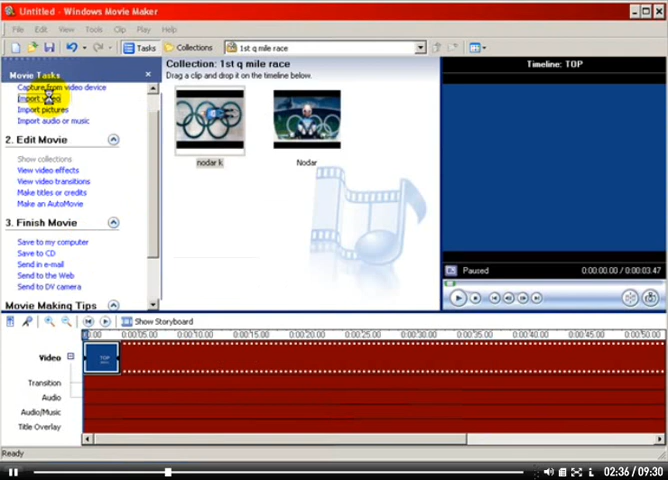 Untitled - Windows Movie Maker
File Edit View Tools Clip Play Help
Tasks Collections 1st q mile race
Movie Tasks
Capture from video device
Import video
Import pictures
Import audio or music
2. Edit Movie
Show collections
View video effects
View video transitions
Make titles or credits
Make an AutoMovie
3. Finish Movie
Save to my computer
Save to CD
Send in e-mail
Send to the Web
Send to DV camera
Movie Making Tips
Collection: 1st q mile race
Drag a clip and drop it on the timeline below.
nodar k
Nodar
Timeline: TOP
Paused 0:00:00.00 / 0:00:03.47
Show Storyboard
0:00:05.00 0:00:10.00 0:00:15.00 0:00:20.00 0:00:25.00 0:00:30.00 0:00:35.00 0:00:40.00 0:00:45.00 0:00:50.00
Video TOP
Transition
Audio
Audio/Music
Title Overlay
Ready
02:36 / 09:30